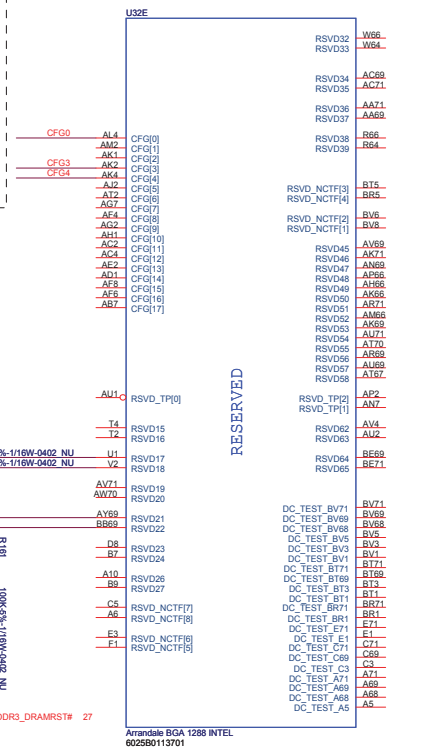 U32E
CFG0 AL4 CFG[0]
AM2 CFG[1]
AK1 CFG[2]
CFG3 AK2 CFG[3]
CFG4 AK4 CFG[4]
AJ2 CFG[5]
AT2 CFG[6]
AG7 CFG[7]
AF4 CFG[8]
AG2 CFG[9]
AH1 CFG[10]
AC2 CFG[11]
AC4 CFG[12]
AE2 CFG[13]
AD1 CFG[14]
AF8 CFG[15]
AF6 CFG[16]
AB7 CFG[17]
AU1 RSVD_TP[0]
T4 RSVD15
T2 RSVD16
%-1/16W-0402_NU U1 RSVD17
%-1/16W-0402_NU V2 RSVD18
AV71 RSVD19
AW70 RSVD20
AY69 RSVD21
BB69 RSVD22
D8 RSVD23
B7 RSVD24
A10 RSVD26
B9 RSVD27
C5 RSVD_NCTF[7]
A6 RSVD_NCTF[8]
E3 RSVD_NCTF[6]
F1 RSVD_NCTF[5]
R161 100K-5%-1/16W-0402_NU
DDR3_DRAMRST# 27
RESERVED
RSVD32 W66
RSVD33 W64
RSVD34 AC69
RSVD35 AC71
RSVD36 AA71
RSVD37 AA69
RSVD38 R66
RSVD39 R64
RSVD_NCTF[3] BT5
RSVD_NCTF[4] BR5
RSVD_NCTF[2] BV6
RSVD_NCTF[1] BV8
RSVD45 AV69
RSVD46 AK71
RSVD47 AN69
RSVD48 AP66
RSVD49 AH66
RSVD50 AK66
RSVD51 AR71
RSVD52 AM66
RSVD53 AK69
RSVD54 AU71
RSVD55 AT70
RSVD56 AR69
RSVD57 AU69
RSVD58 AT67
RSVD_TP[2] AP2
RSVD_TP[1] AN7
RSVD62 AV4
RSVD63 AU2
RSVD64 BE69
RSVD65 BE71
DC_TEST_BV71 BV71
DC_TEST_BV69 BV69
DC_TEST_BV68 BV68
DC_TEST_BV5 BV5
DC_TEST_BV3 BV3
DC_TEST_BV1 BV1
DC_TEST_BT71 BT71
DC_TEST_BT69 BT69
DC_TEST_BT3 BT3
DC_TEST_BT1 BT1
DC_TEST_BR71 BR71
DC_TEST_BR1 BR1
DC_TEST_E71 E71
DC_TEST_E1 E1
DC_TEST_C71 C71
DC_TEST_C69 C69
DC_TEST_C3 C3
DC_TEST_A71 A71
DC_TEST_A69 A69
DC_TEST_A68 A68
DC_TEST_A5 A5
Arrandale BGA 1288 INTEL
6025B0113701